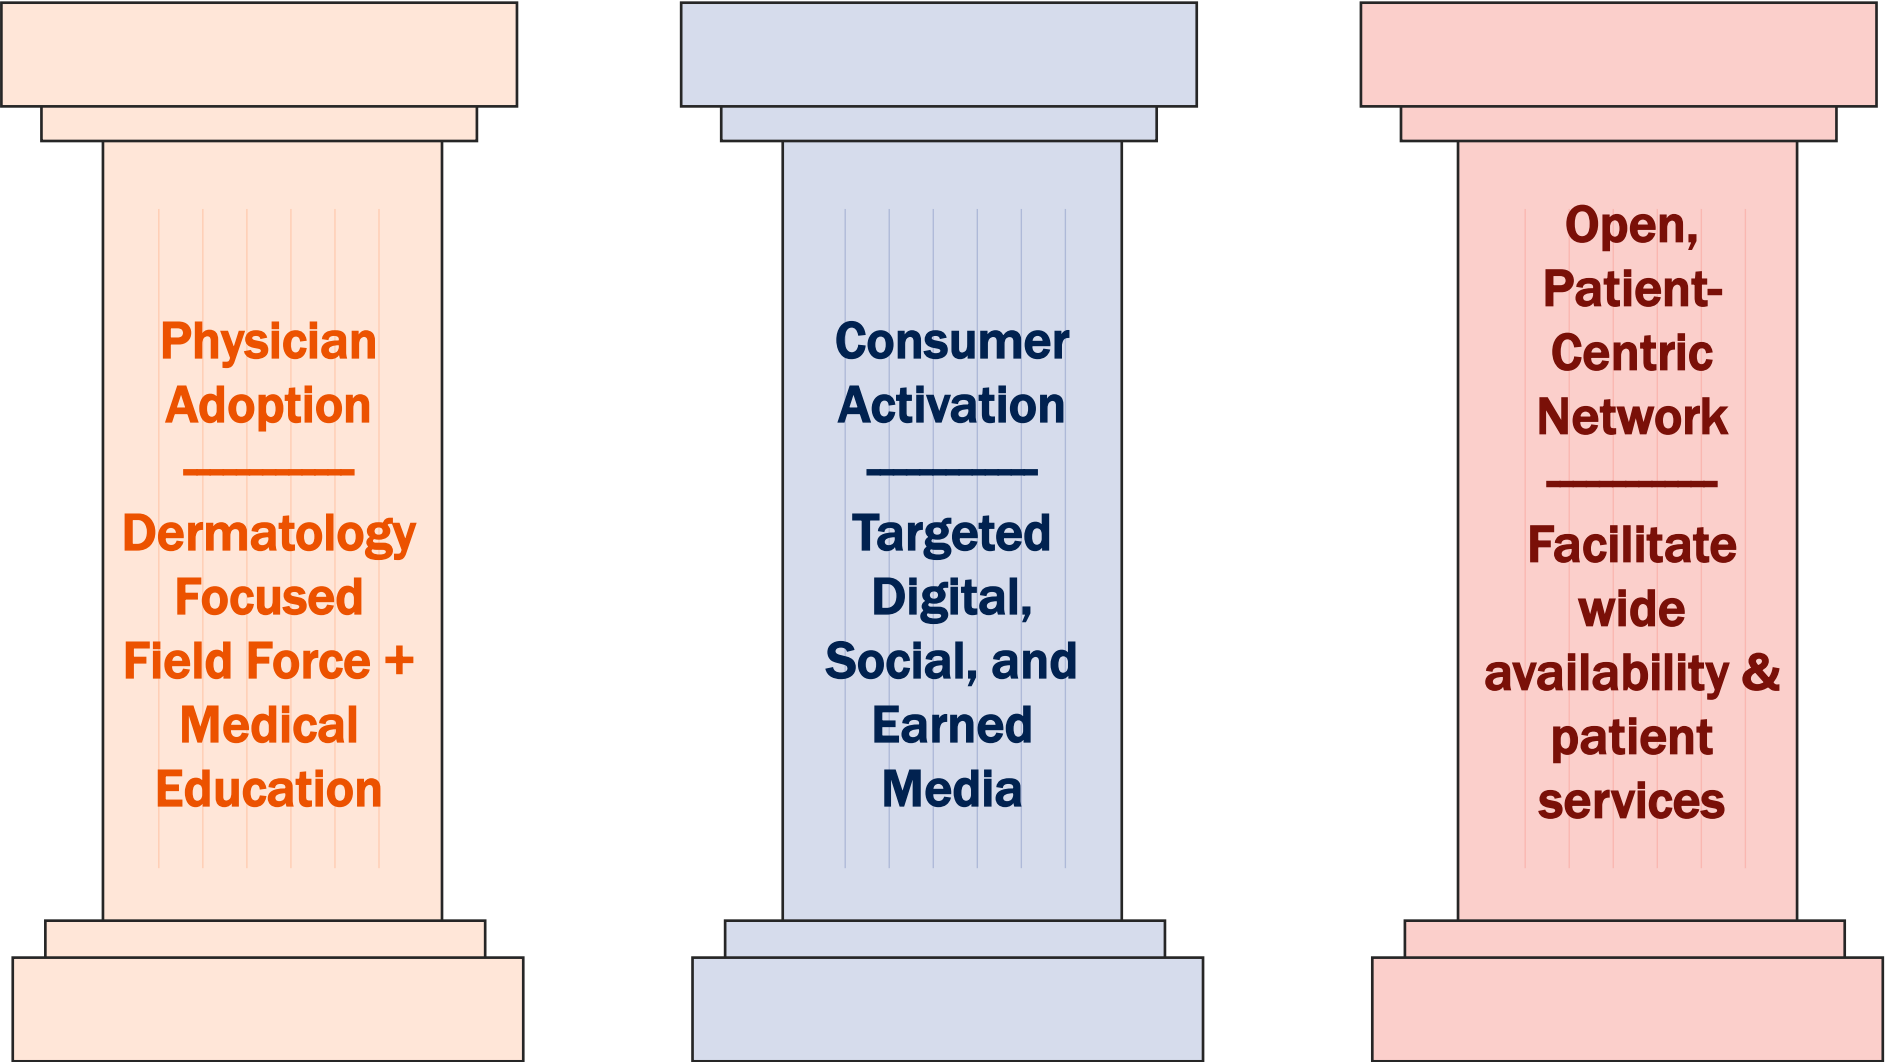 Physician
Adoption
Dermatology
Focused
Field Force +
Medical
Education
Consumer
Activation
Targeted
Digital,
Social, and
Earned
Media
Open,
Patient-
Centric
Network
Facilitate
wide
availability &
patient
services